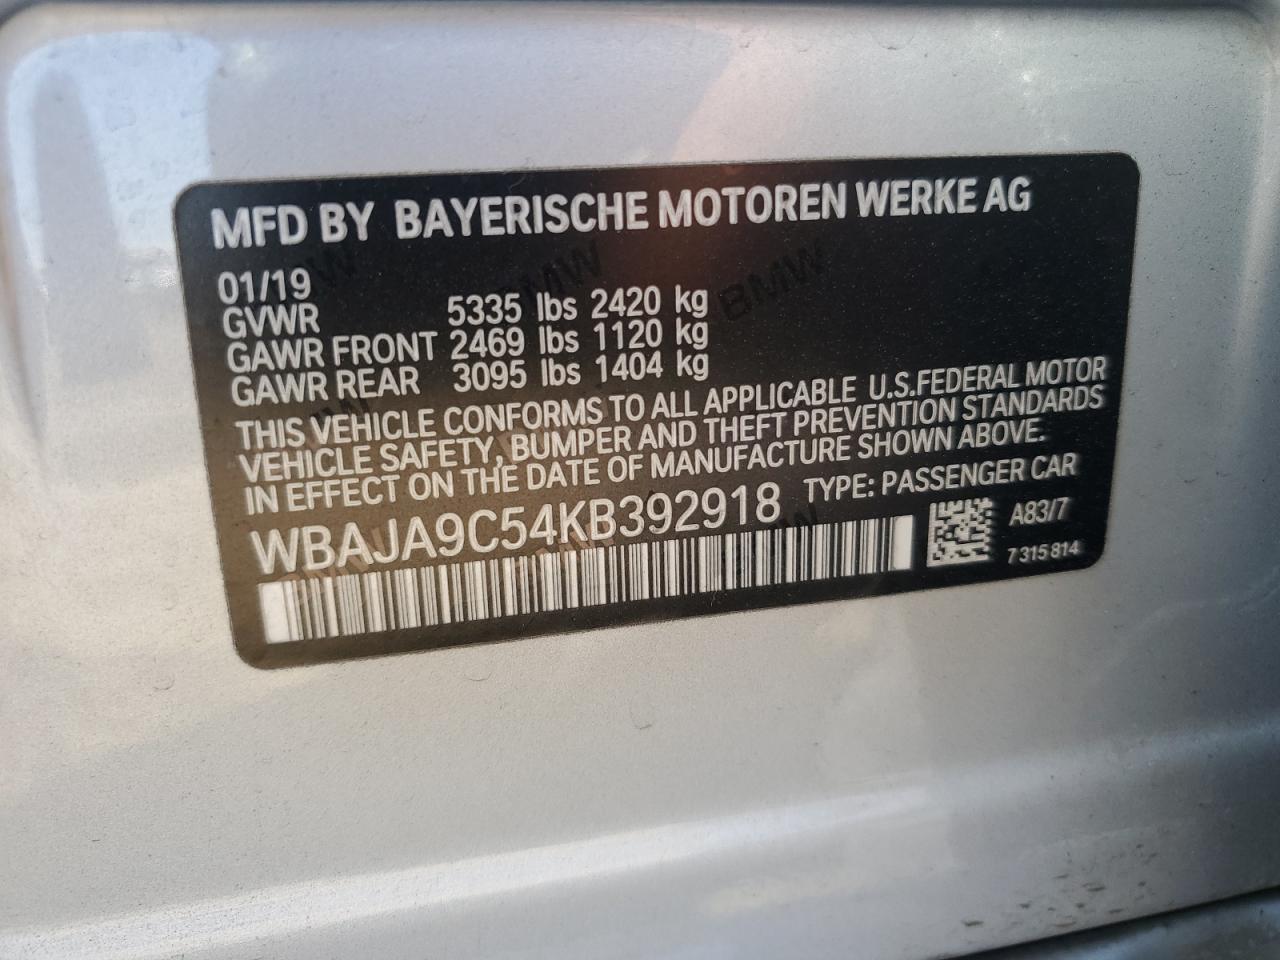 MFD BY BAYERISCHE MOTOREN WERKE AG
01/19
GVWR 5335 lbs 2420 kg
GAWR FRONT 2469 lbs 1120 kg
GAWR REAR 3095 lbs 1404 kg
THIS VEHICLE CONFORMS TO ALL APPLICABLE U.S.FEDERAL MOTOR
VEHICLE SAFETY, BUMPER AND THEFT PREVENTION STANDARDS
IN EFFECT ON THE DATE OF MANUFACTURE SHOWN ABOVE.
WBAJA9C54KB392918 TYPE: PASSENGER CAR
A83/7
7 315 814